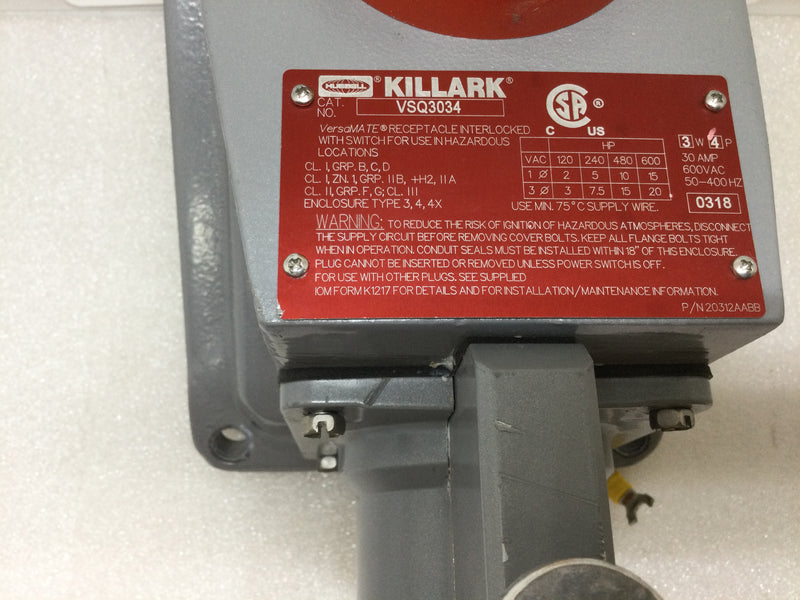 HUBBELL ® KILLARK®
CAT. NO. VSQ3034
VersaMATE® RECEPTACLE INTERLOCKED
WITH SWITCH FOR USE IN HAZARDOUS
LOCATIONS
CL. I, GRP. B, C, D
CL. I, ZN. 1, GRP. IIB, +H2, IIA
CL. II, GRP. F, G; CL. III
ENCLOSURE TYPE 3, 4, 4X
CSA ®
C US
HP
VAC 120 240 480 600
1 Ø 2 5 10 15
3 Ø 3 7.5 15 20
USE MIN. 75°C SUPPLY WIRE.
3 W 4 P
30 AMP
600VAC
50-400HZ
0318
WARNING: TO REDUCE THE RISK OF IGNITION OF HAZARDOUS ATMOSPHERES, DISCONNECT
THE SUPPLY CIRCUIT BEFORE REMOVING COVER BOLTS. KEEP ALL FLANGE BOLTS TIGHT
WHEN IN OPERATION. CONDUIT SEALS MUST BE INSTALLED WITHIN 18" OF THIS ENCLOSURE.
PLUG CANNOT BE INSERTED OR REMOVED UNLESS POWER SWITCH IS OFF.
FOR USE WITH OTHER PLUGS. SEE SUPPLIED
IOM FORM K1217 FOR DETAILS AND FOR INSTALLATION/MAINTENANCE INFORMATION.
P/N 20312AABB